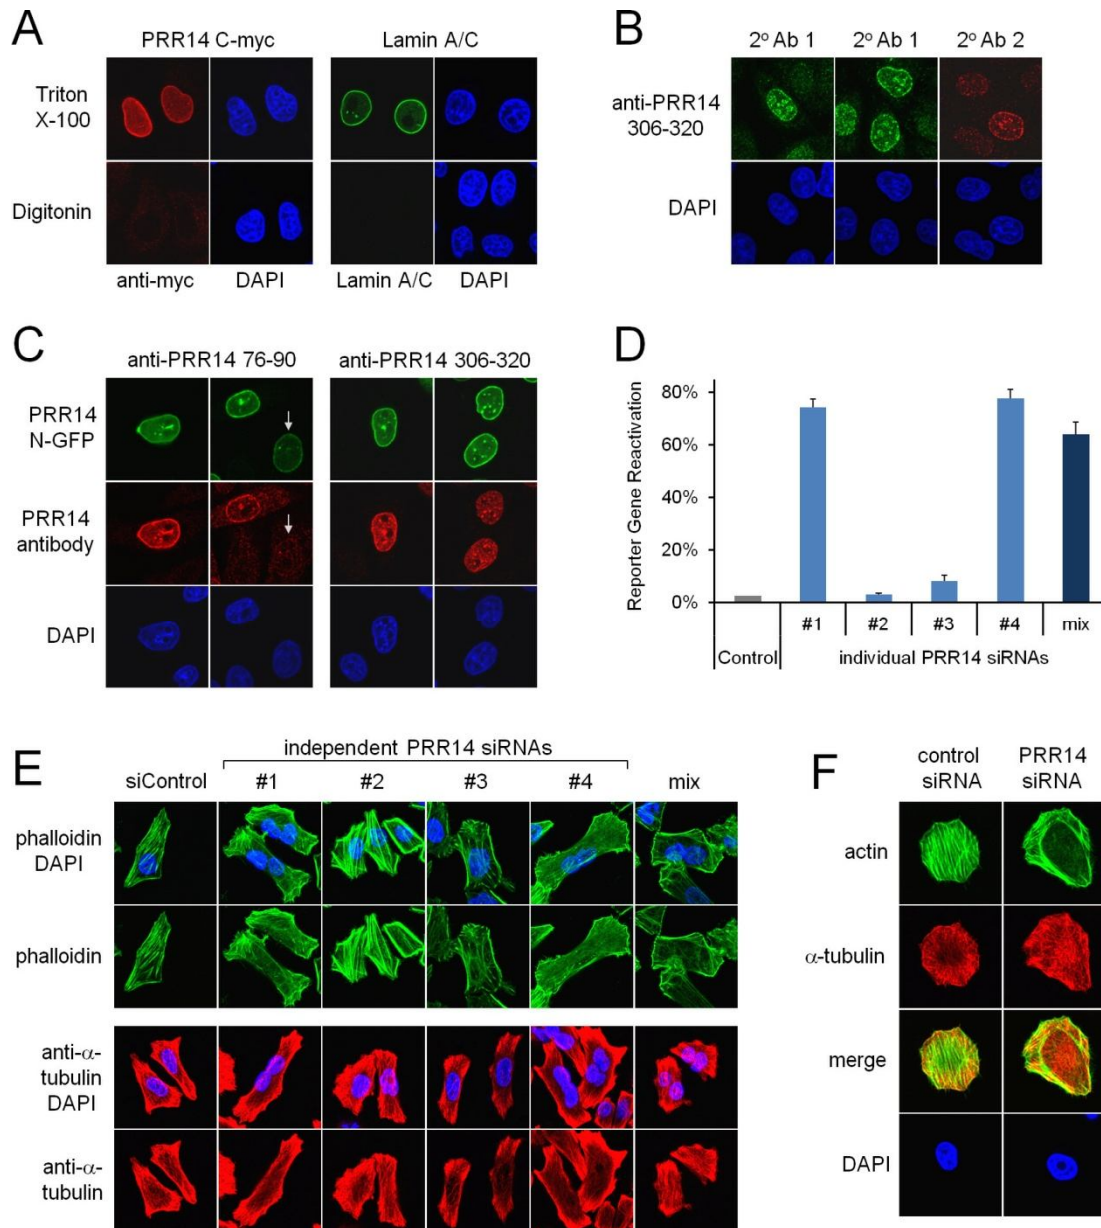 A
PRR14 C-myc
Lamin A/C
Triton
X-100
Digitonin
anti-myc
DAPI
Lamin A/C
DAPI
B
2º Ab 1
2º Ab 1
2º Ab 2
anti-PRR14
306-320
DAPI
C
anti-PRR14 76-90
anti-PRR14 306-320
PRR14
N-GFP
PRR14
antibody
DAPI
D
Reporter Gene Reactivation
80%
60%
40%
20%
0%
#1
#2
#3
#4
mix
Control
individual PRR14 siRNAs
E
independent PRR14 siRNAs
siControl
#1
#2
#3
#4
mix
phalloidin
DAPI
phalloidin
anti-α-
tubulin
DAPI
anti-α-
tubulin
F
control
siRNA
PRR14
siRNA
actin
α-tubulin
merge
DAPI